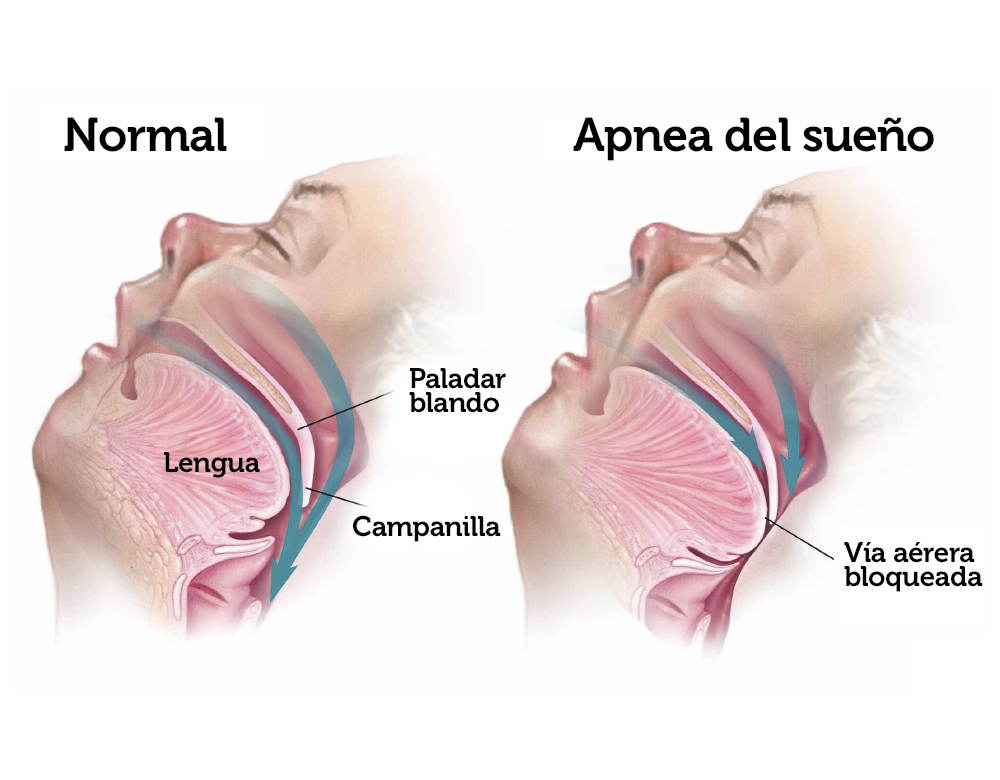 Normal
Apnea del sueño
Paladar
blando
Lengua
Campanilla
Vía aérera
bloqueada